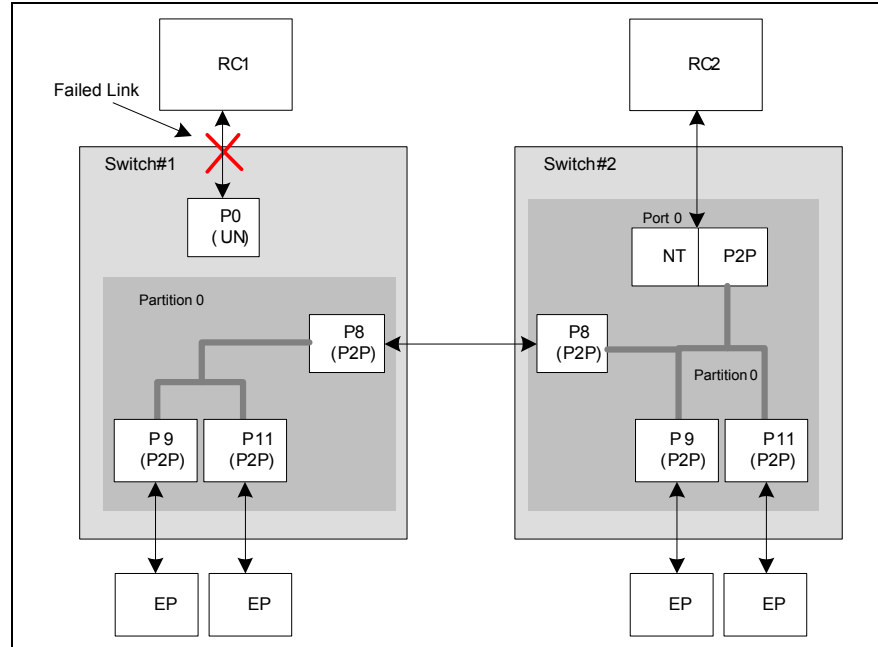 RC1
RC2
Failed Link
Switch#1
Switch#2
P0
( UN)
Port 0
NT
P2P
Partition 0
P8
(P2P)
P8
(P2P)
Partition 0
P 9
(P2P)
P11
(P2P)
P 9
(P2P)
P11
(P2P)
EP
EP
EP
EP